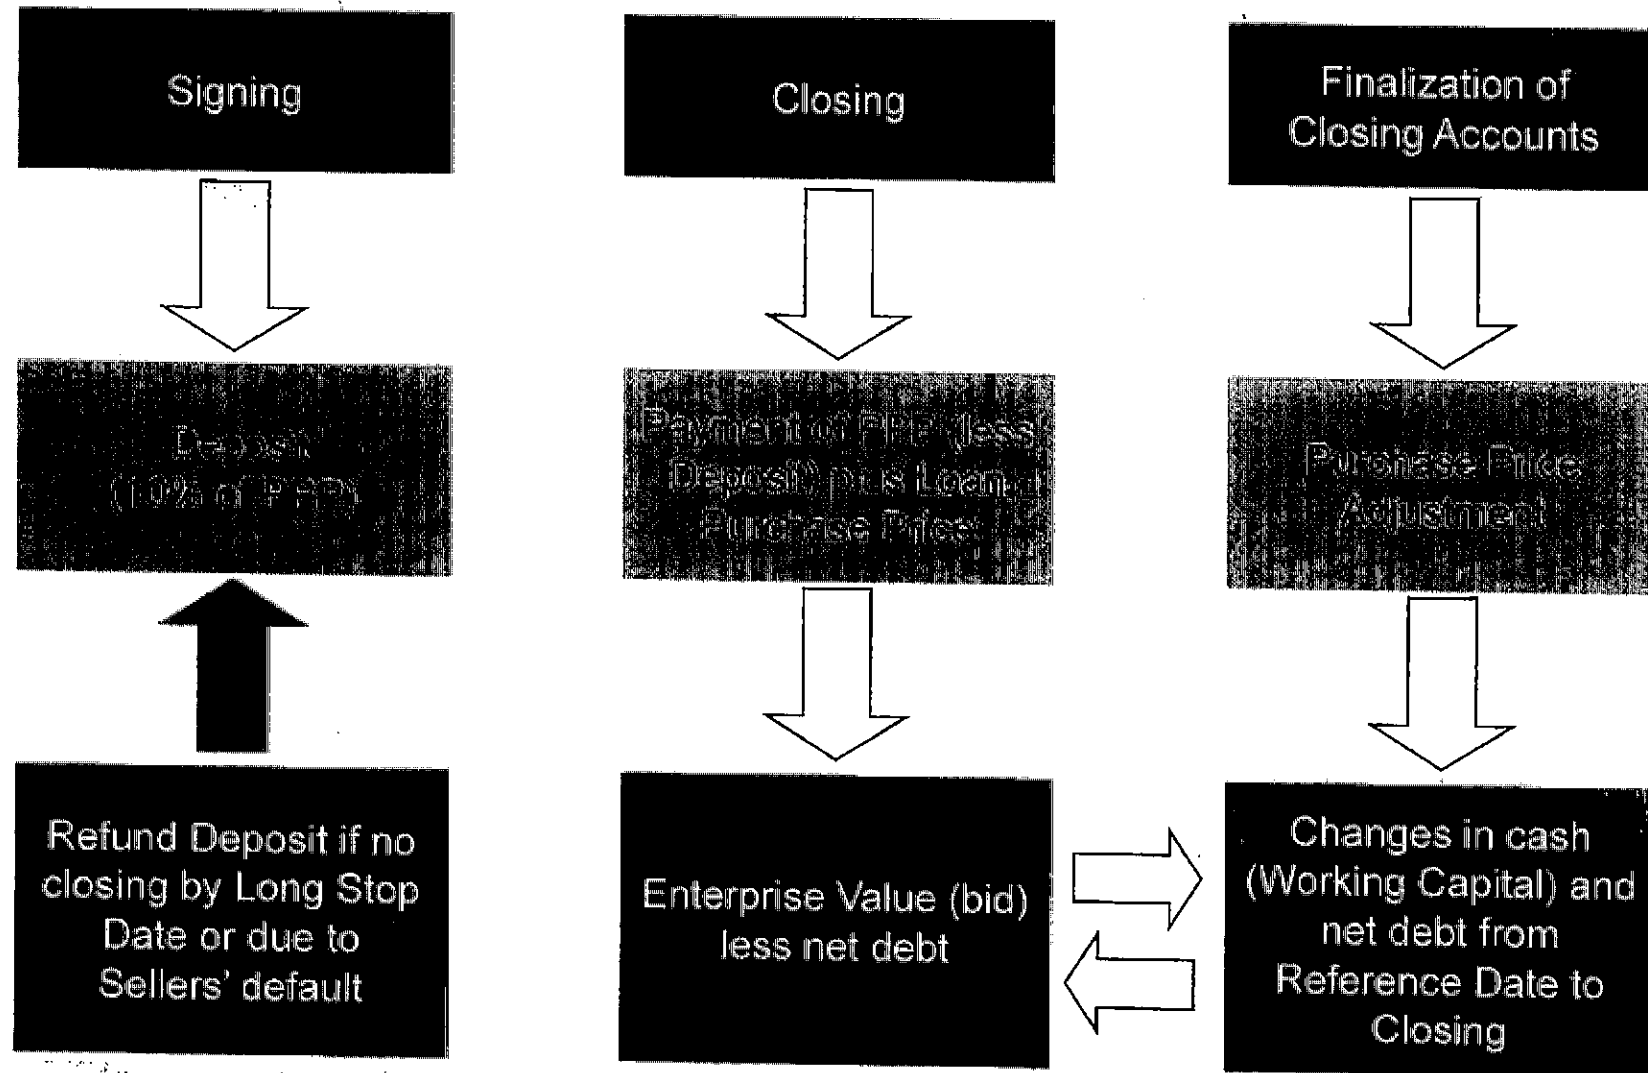 Signing
Closing
Finalization of
Closing Accounts
Deposit
(10% of
Payment of (less
Deposit) plus Loan
Purchase Price
Purchase Price
Adjustment
Refund Deposit if no
closing by Long Stop
Date or due to
Sellers' default
Enterprise Value (bid)
less net debt
Changes in cash
(Working Capital) and
net debt from
Reference Date to
Closing